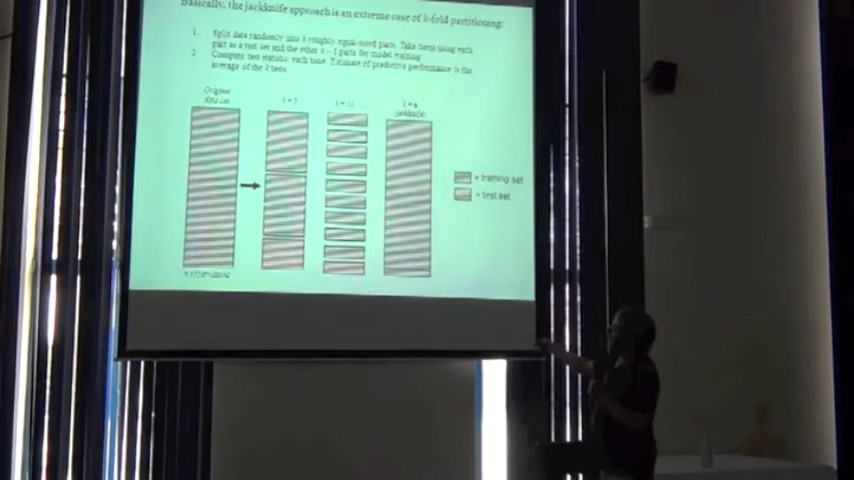 Basically, the jackknife approach is an extreme case of k-fold partitioning:
1. Split data randomly into k roughly equal-sized parts. Take turns using each
part as a test set and the other k – 1 parts for model training.
2. Compute test statistic each time. Estimate of predictive performance is the
average of the k tests.
Original
data set
(jackknife)
= training set
= test set